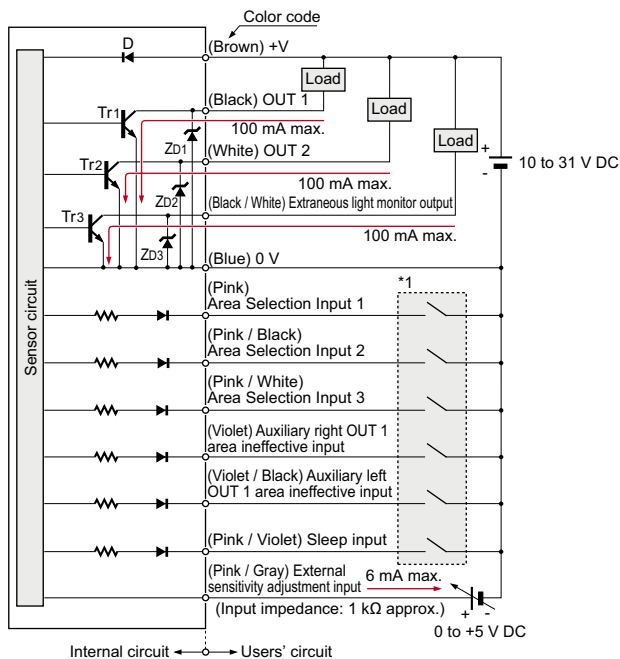 Color code
D
(Brown) +V
Load
(Black) OUT 1
Load
Tr1
100 mA max.
ZD1
Load
+
(White) OUT 2
10 to 31 V DC
Tr2
-
100 mA max.
ZD2
(Black / White) Extraneous light monitor output
Tr3
100 mA max.
ZD3
(Blue) 0 V
Sensor circuit
(Pink)
*1
Area Selection Input 1
(Pink / Black)
Area Selection Input 2
(Pink / White)
Area Selection Input 3
(Violet) Auxiliary right OUT 1
area ineffective input
(Violet / Black) Auxiliary left
OUT 1 area ineffective input
(Pink / Violet) Sleep input
(Pink / Gray) External
sensitivity adjustment input
6 mA max.
(Input impedance: 1 kΩ approx.)
+ -
0 to +5 V DC
Internal circuit
Users' circuit